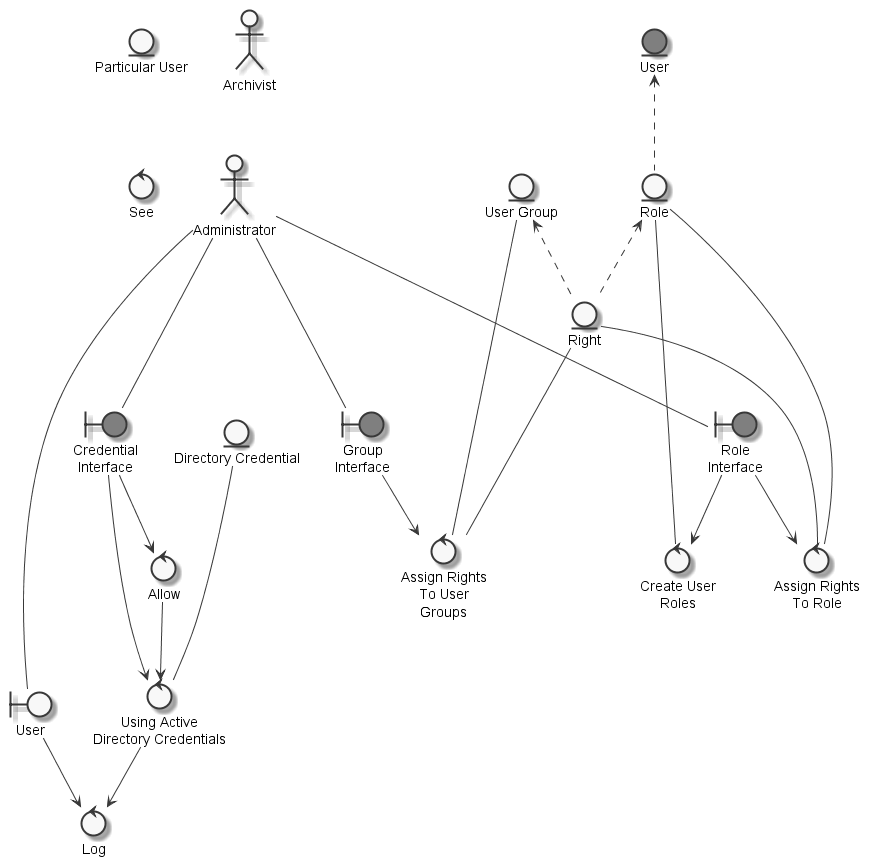 Particular User
Archivist
User
See
Administrator
User Group
Role
Right
Credential
Interface
Directory Credential
Group
Interface
Role
Interface
Allow
Assign Rights
To User
Groups
Create User
Roles
Assign Rights
To Role
User
Using Active
Directory Credentials
Log